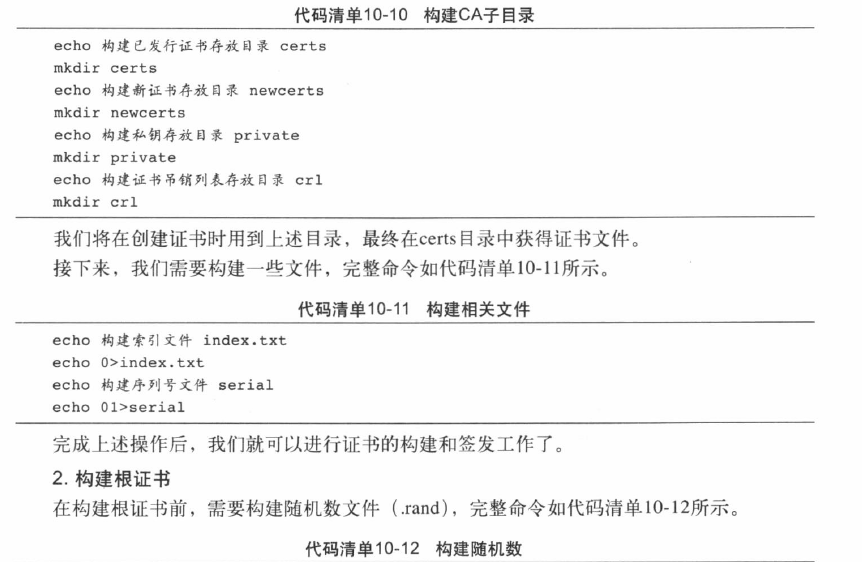 代码清单10-10 构建CA子目录
echo 构建已发行证书存放目录 certs
mkdir certs
echo 构建新证书存放目录 newcerts
mkdir newcerts
echo 构建私钥存放目录 private
mkdir private
echo 构建证书吊销列表存放目录 crl
mkdir crl
我们将在创建证书时用到上述目录，最终在certs目录中获得证书文件。
接下来，我们需要构建一些文件，完整命令如代码清单10-11所示。
代码清单10-11 构建相关文件
echo 构建索引文件 index.txt
echo 0>index.txt
echo 构建序列号文件 serial
echo 01>serial
完成上述操作后，我们就可以进行证书的构建和签发工作了。
2. 构建根证书
在构建根证书前，需要构建随机数文件（.rand），完整命令如代码清单10-12所示。
代码清单10-12 构建随机数